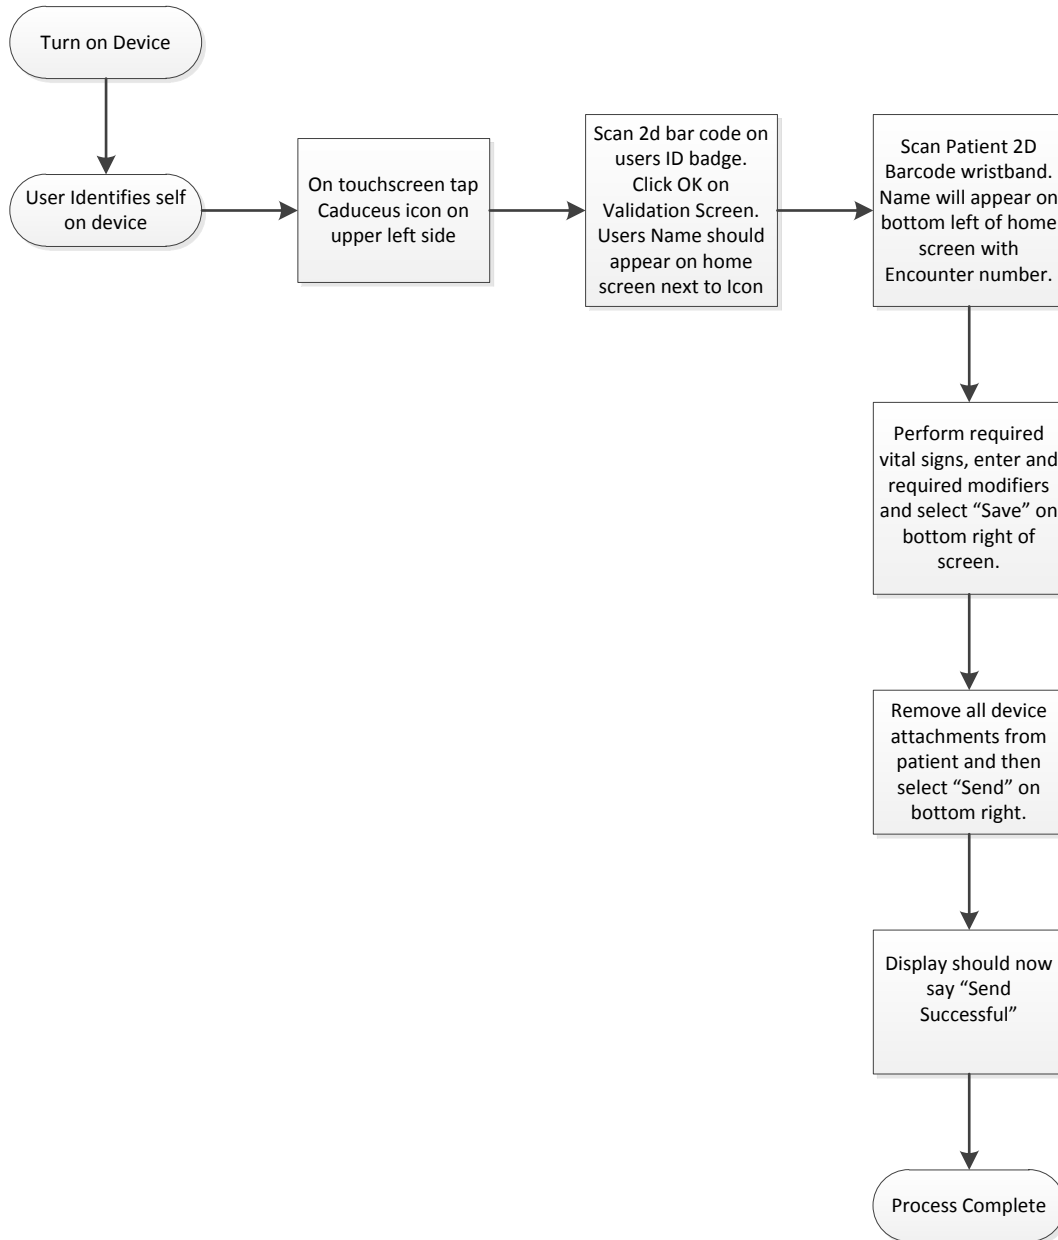 Turn on Device
User Identifies self
on device
On touchscreen tap
Caduceus icon on
upper left side
Scan 2d bar code on
users ID badge.
Click OK on
Validation Screen.
Users Name should
appear on home
screen next to Icon
Scan Patient 2D
Barcode wristband.
Name will appear on
bottom left of home
screen with
Encounter number.
Perform required
vital signs, enter and
required modifiers
and select “Save” on
bottom right of
screen.
Remove all device
attachments from
patient and then
select “Send” on
bottom right.
Display should now
say “Send
Successful”
Process Complete